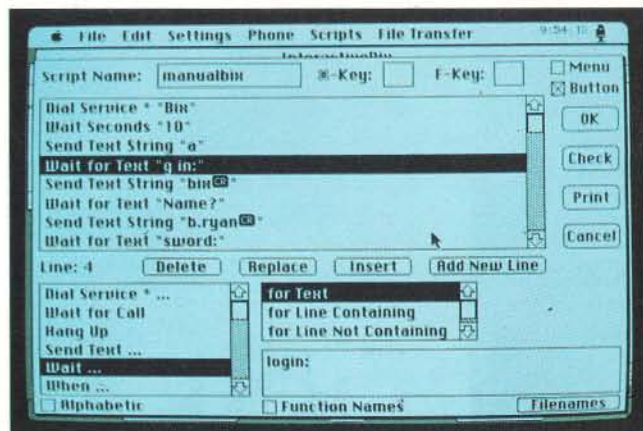 File Edit Settings Phone Scripts File Transfer
InteractiveBix
Script Name: manualbix ⌘-Key: F-Key: Menu
Button
Dial Service * "Bix"
Wait Seconds "10"
Send Text String "a"
Wait for Text "g in:"
Send Text String "bixCR"
Wait for Text "Name?"
Send Text String "b.ryanCR"
Wait for Text "sword:"
OK
Check
Print
Cancel
Line: 4 Delete Replace Insert Add New Line
Dial Service * ...
Wait for Call
Hang Up
Send Text ...
Wait ...
When ...
for Text
for Line Containing
for Line Not Containing
login:
Alphabetic Function Names Filenames